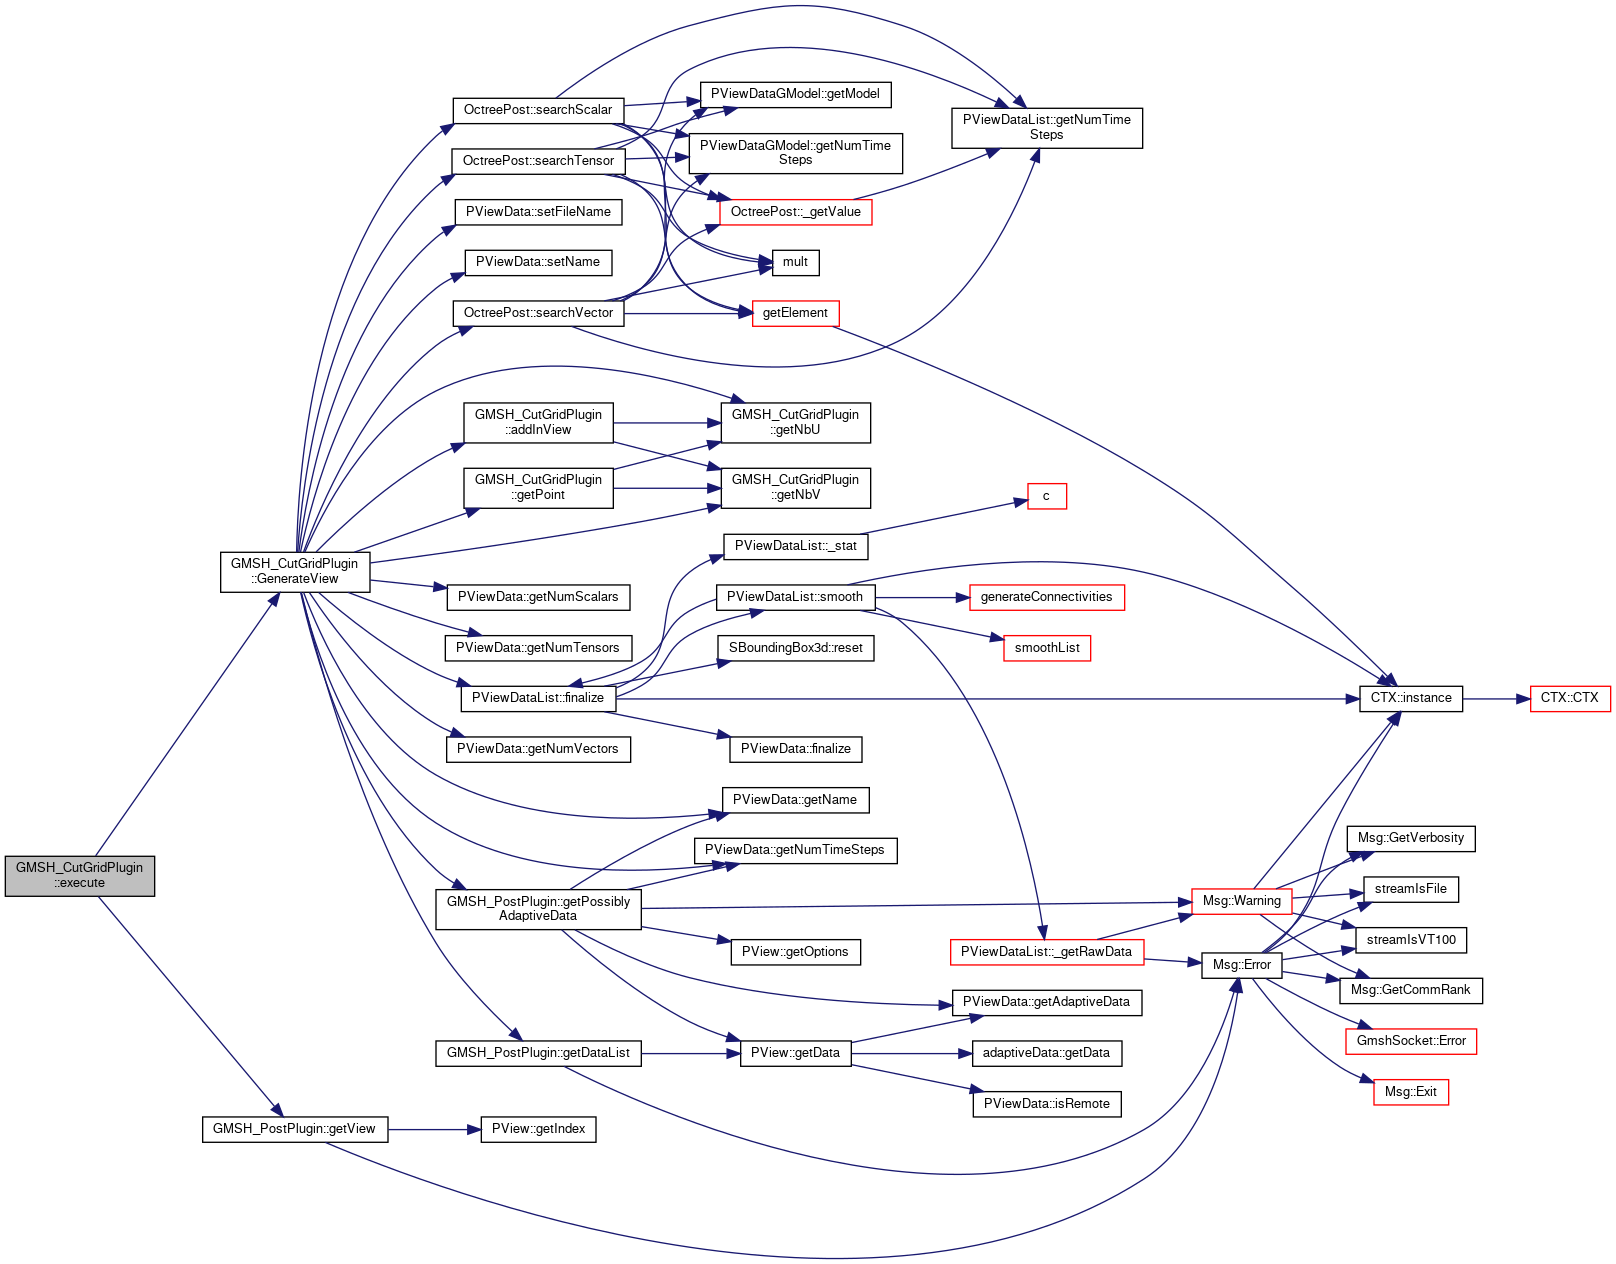 GMSH_CutGridPlugin
::execute
GMSH_CutGridPlugin
::GenerateView
GMSH_PostPlugin::getView
OctreePost::searchScalar
OctreePost::searchTensor
PViewData::setFileName
PViewData::setName
OctreePost::searchVector
GMSH_CutGridPlugin
::addInView
GMSH_CutGridPlugin
::getPoint
PViewData::getNumScalars
PViewData::getNumTensors
PViewDataList::finalize
PViewData::getNumVectors
GMSH_PostPlugin::getPossibly
AdaptiveData
GMSH_PostPlugin::getDataList
PView::getIndex
PViewDataGModel::getModel
PViewDataGModel::getNumTime
Steps
OctreePost::_getValue
mult
getElement
GMSH_CutGridPlugin
::getNbU
GMSH_CutGridPlugin
::getNbV
PViewDataList::_stat
PViewDataList::smooth
SBoundingBox3d::reset
PViewData::finalize
PViewData::getName
PViewData::getNumTimeSteps
PView::getOptions
PView::getData
PViewDataList::getNumTime
Steps
c
generateConnectivities
smoothList
PViewDataList::_getRawData
PViewData::getAdaptiveData
adaptiveData::getData
PViewData::isRemote
Msg::Warning
Msg::Error
CTX::instance
Msg::GetVerbosity
streamIsFile
streamIsVT100
Msg::GetCommRank
GmshSocket::Error
Msg::Exit
CTX::CTX